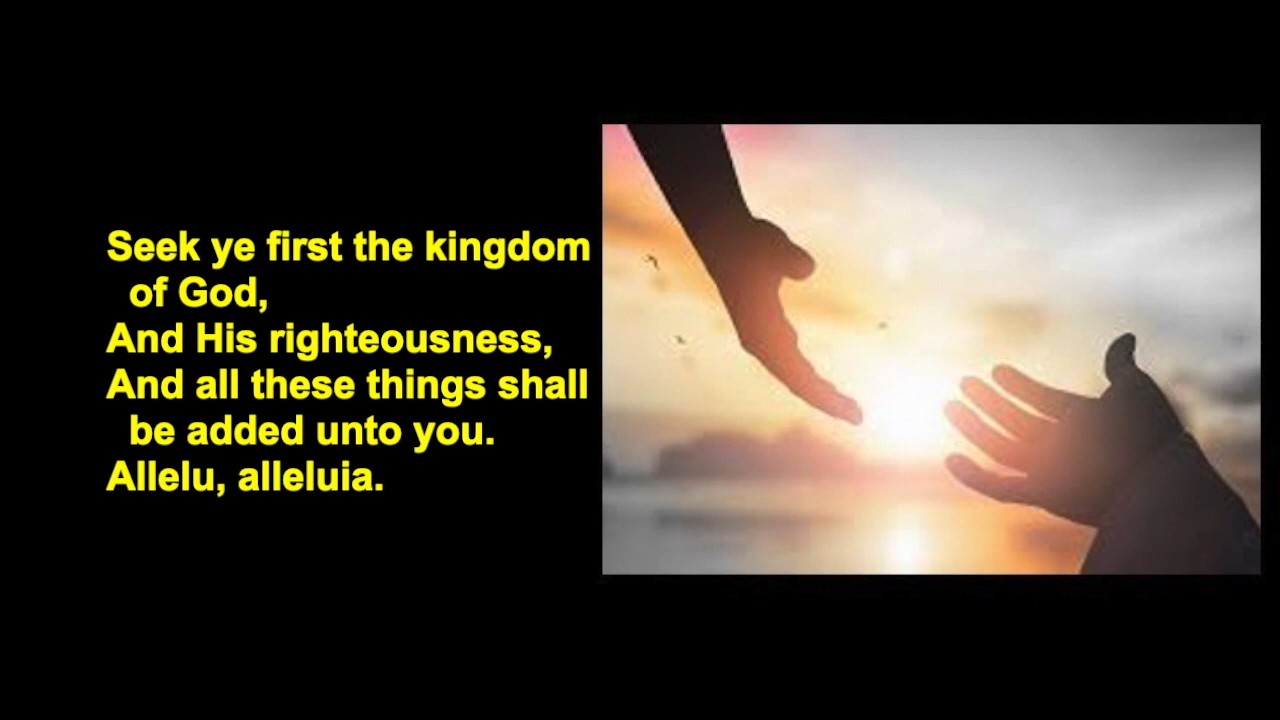 Seek ye first the kingdom
of God,
And His righteousness,
And all these things shall
be added unto you.
Allelu, alleluia.